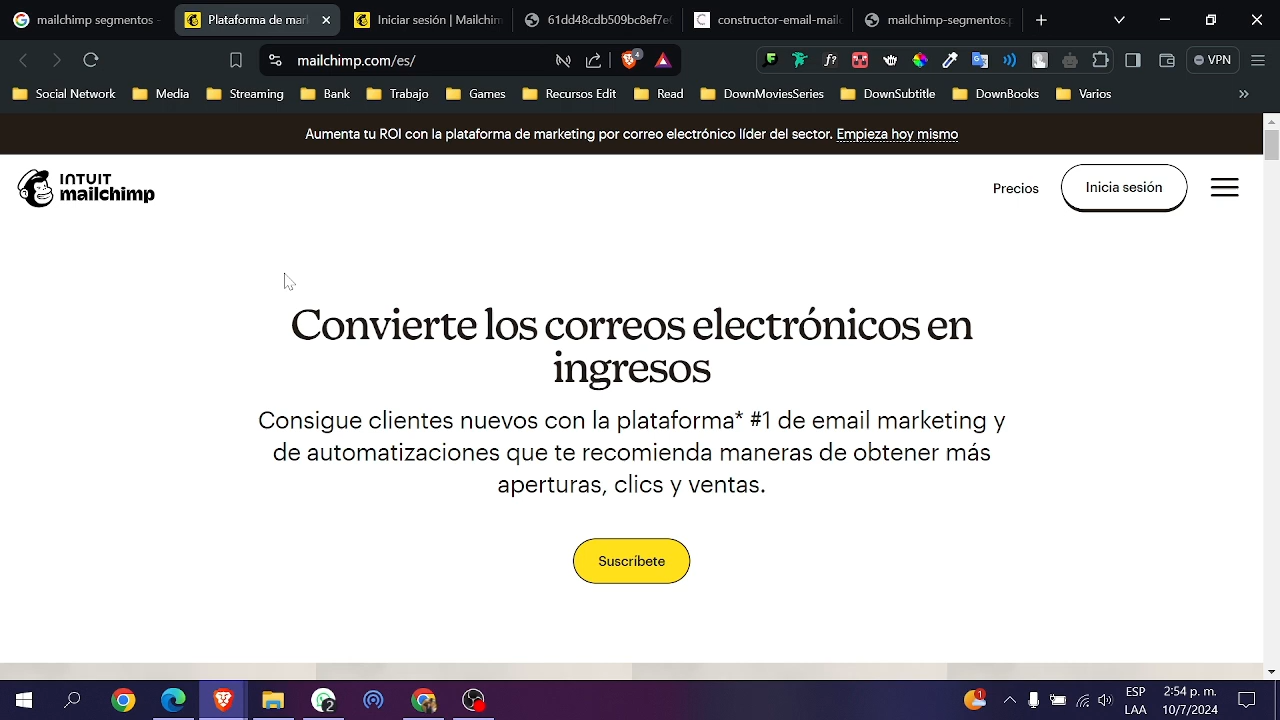 mailchimp segmentos -
Plataforma de mar
Iniciar sesión | Mailchim
61dd48cdb509bc8ef7e
constructor-email-mailc
mailchimp-segmentos.p
mailchimp.com/es/
4
f?
VPN
Social Network
Media
Streaming
Bank
Trabajo
Games
Recursos Edit
Read
DownMoviesSeries
DownSubtitle
DownBooks
Varios
Aumenta tu ROI con la plataforma de marketing por correo electrónico líder del sector. Empieza hoy mismo
INTUIT
mailchimp
Precios
Inicia sesión
Convierte los correos electrónicos en
ingresos
Consigue clientes nuevos con la plataforma* #1 de email marketing y
de automatizaciones que te recomienda maneras de obtener más
aperturas, clics y ventas.
Suscríbete
2
1
ESP
LAA
2:54 p. m.
10/7/2024